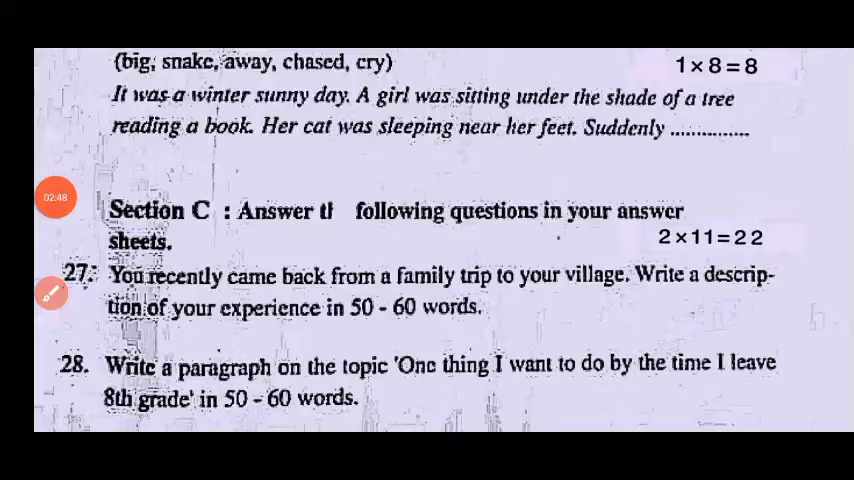 (big, snake, away, chased, cry) 1 × 8 = 8
It was a winter sunny day. A girl was sitting under the shade of a tree
reading a book. Her cat was sleeping near her feet. Suddenly ...............
02:48
Section C : Answer tl following questions in your answer
sheets. 2 × 11 = 22
27. You recently came back from a family trip to your village. Write a descrip-
tion of your experience in 50 - 60 words.
28. Write a paragraph on the topic 'One thing I want to do by the time I leave
8th grade' in 50 - 60 words.